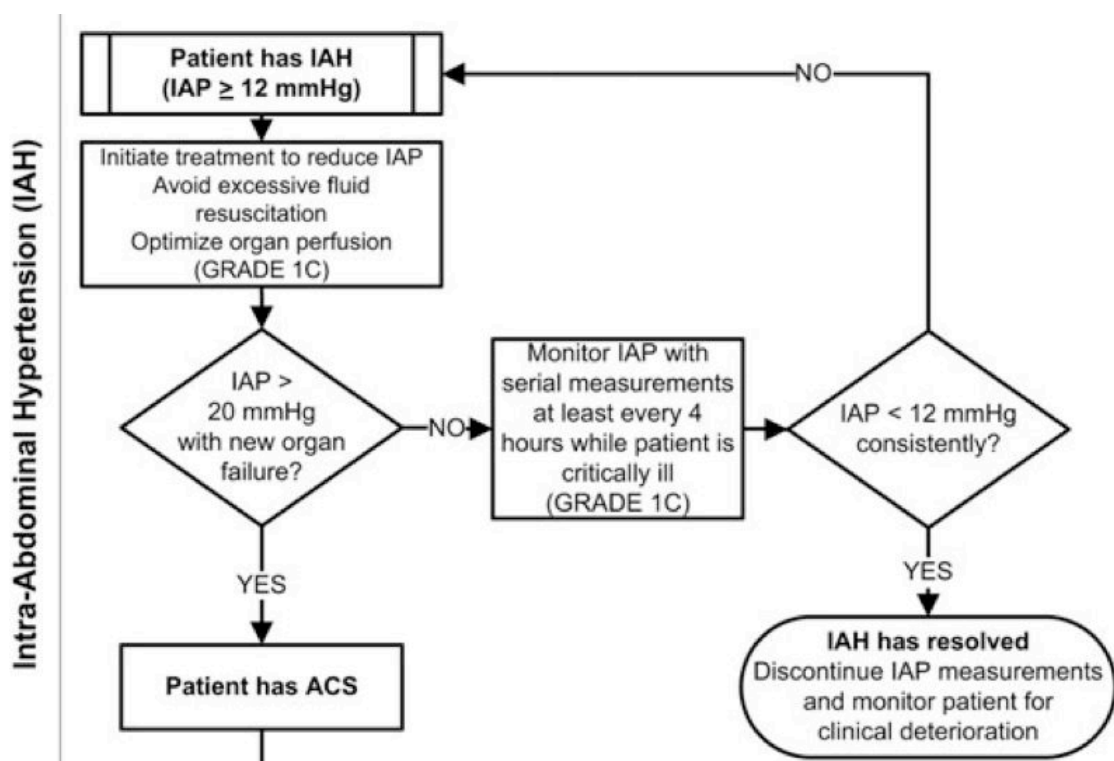 Intra-Abdominal Hypertension (IAH)
Patient has IAH
(IAP ≥ 12 mmHg)
Initiate treatment to reduce IAP
Avoid excessive fluid
resuscitation
Optimize organ perfusion
(GRADE 1C)
IAP >
20 mmHg
with new organ
failure?
NO
Monitor IAP with
serial measurements
at least every 4
hours while patient is
critically ill
(GRADE 1C)
IAP < 12 mmHg
consistently?
NO
YES
Patient has ACS
YES
IAH has resolved
Discontinue IAP measurements
and monitor patient for
clinical deterioration